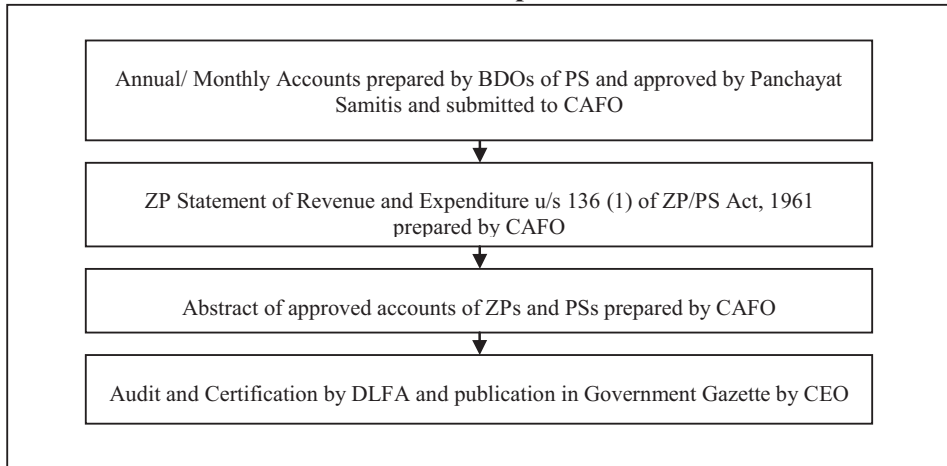 Annual/ Monthly Accounts prepared by BDOs of PS and approved by Panchayat
Samitis and submitted to CAFO
ZP Statement of Revenue and Expenditure u/s 136 (1) of ZP/PS Act, 1961
prepared by CAFO
Abstract of approved accounts of ZPs and PSs prepared by CAFO
Audit and Certification by DLFA and publication in Government Gazette by CEO